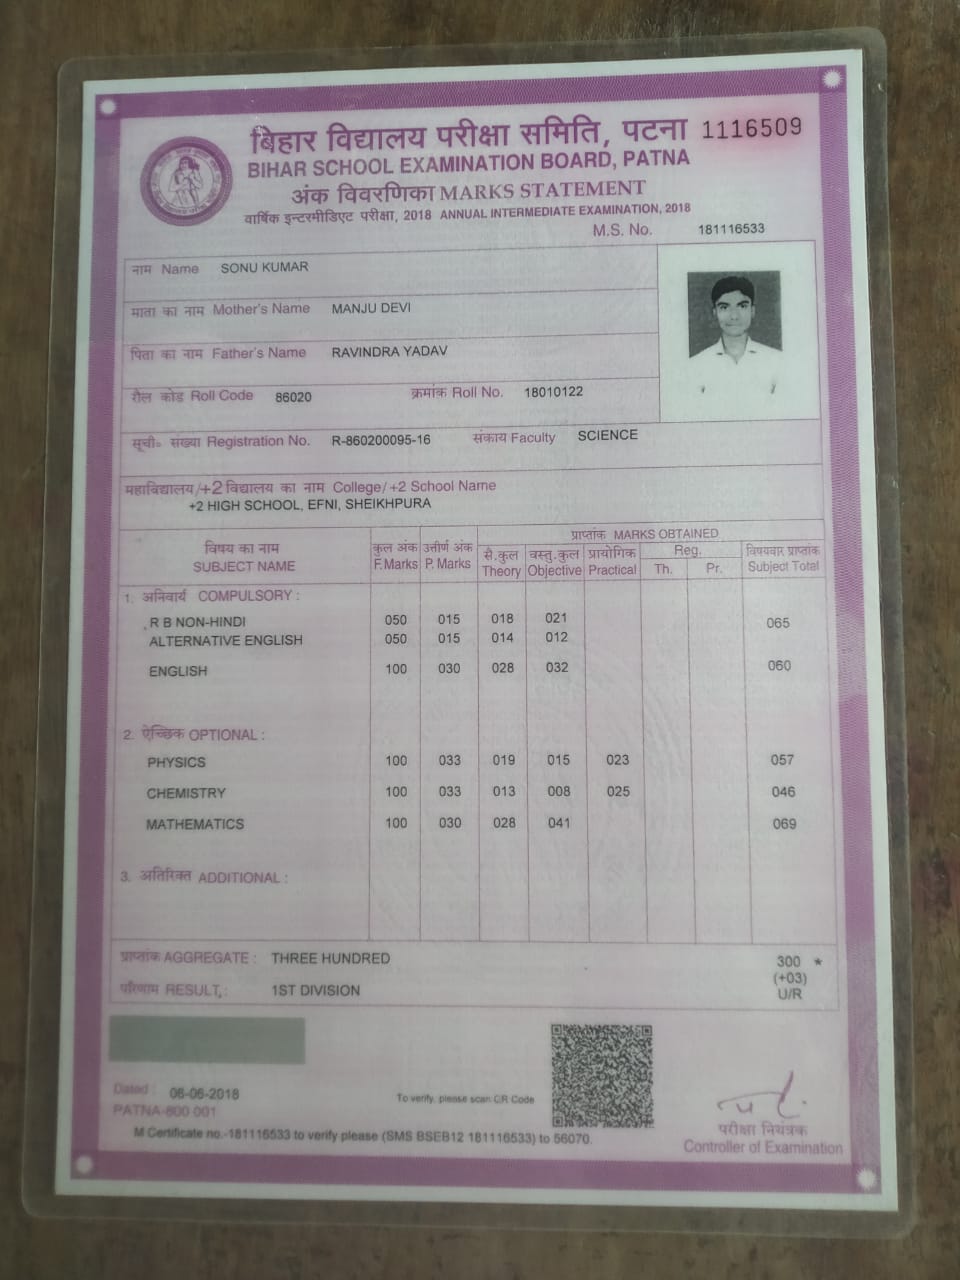 बिहार विद्यालय परीक्षा समिति, पटना 1116509
BIHAR SCHOOL EXAMINATION BOARD, PATNA
अंक विवरणिका MARKS STATEMENT
वार्षिक इन्टरमीडिएट परीक्षा, 2018 ANNUAL INTERMEDIATE EXAMINATION, 2018
M.S. No. 181116533
नाम Name SONU KUMAR
माता का नाम Mother's Name MANJU DEVI
पिता का नाम Father's Name RAVINDRA YADAV
रौल कोड Roll Code 86020 क्रमांक Roll No. 18010122
सूची० संख्या Registration No. R-860200095-16 संकाय Faculty SCIENCE
महाविद्यालय/+2 विद्यालय का नाम College/+2 School Name
+2 HIGH SCHOOL, EFNI, SHEIKHPURA
प्राप्तांक MARKS OBTAINED
विषय का नाम कुल अंक उत्तीर्ण अंक सै.कुल वस्तु.कुल प्रायोगिक Reg. विषयवार प्राप्तांक
SUBJECT NAME F.Marks P. Marks Theory Objective Practical Th. Pr. Subject Total
1. अनिवार्य COMPULSORY :
R B NON-HINDI 050 015 018 021 065
ALTERNATIVE ENGLISH 050 015 014 012
ENGLISH 100 030 028 032 060
2. ऐच्छिक OPTIONAL :
PHYSICS 100 033 019 015 023 057
CHEMISTRY 100 033 013 008 025 046
MATHEMATICS 100 030 028 041 069
3. अतिरिक्त ADDITIONAL :
प्राप्तांक AGGREGATE : THREE HUNDRED 300 *
(+03)
परिणाम RESULT, : 1ST DIVISION U/R
Dated : 06-06-2018
PATNA-800 001
To verify, please scan QR Code
M Certificate no.-181116533 to verify please (SMS BSEB12 181116533) to 56070.
परीक्षा नियंत्रक
Controller of Examination